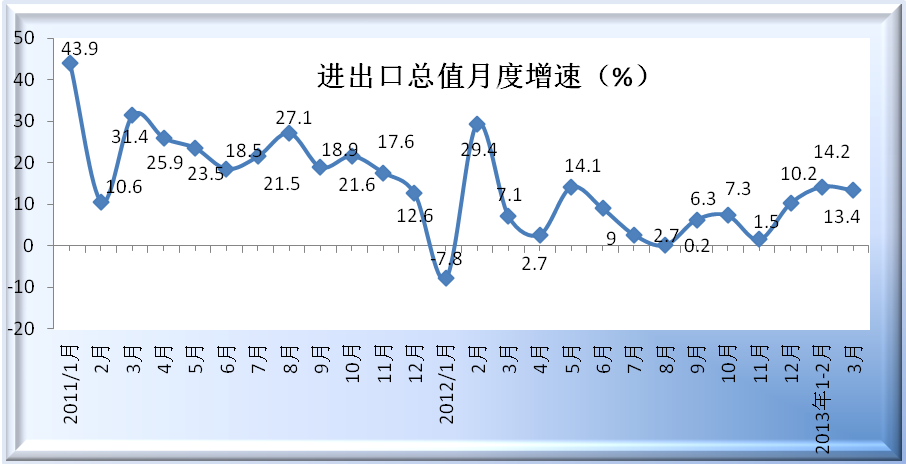 进出口总值月度增速（%）
50
40
30
20
10
0
-10
-20
43.9
10.6
31.4
25.9
23.5
18.5
21.5
27.1
18.9
21.6
17.6
12.6
-7.8
29.4
7.1
2.7
14.1
9
2.7
0.2
6.3
7.3
1.5
10.2
14.2
13.4
2011/1月
2月
3月
4月
5月
6月
7月
8月
9月
10月
11月
12月
2012/1月
2月
3月
4月
5月
6月
7月
8月
9月
10月
11月
12月
2013年1-2月
3月